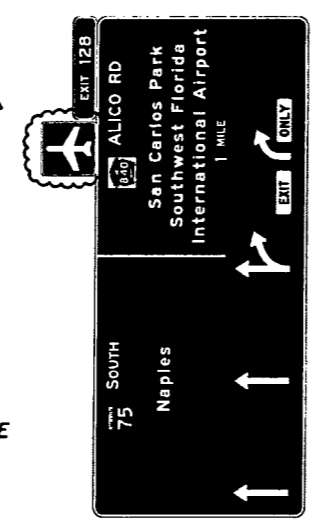 EXIT 128
75 SOUTH
Naples
840 ALICO RD
San Carlos Park
Southwest Florida
International Airport
1 MILE
EXIT ONLY
E